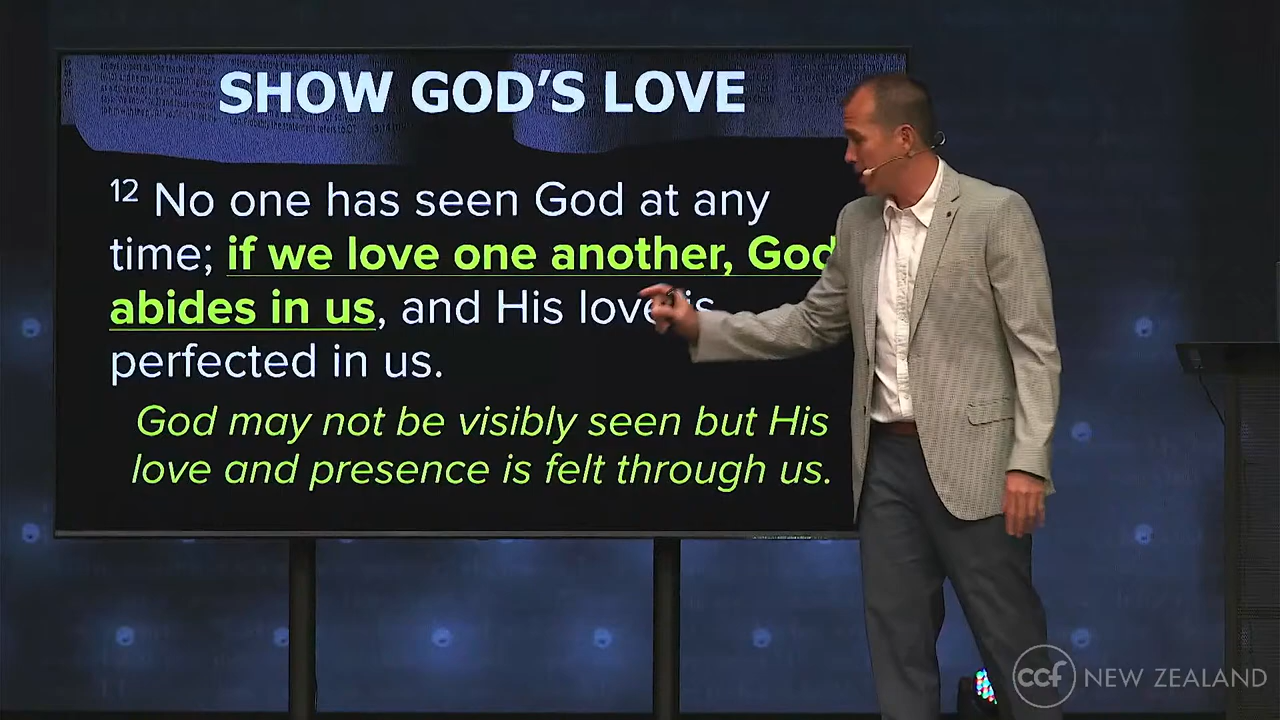 SHOW GOD'S LOVE
12 No one has seen God at any
time; if we love one another, God
abides in us, and His love is
perfected in us.
God may not be visibly seen but His
love and presence is felt through us.
ccf NEW ZEALAND